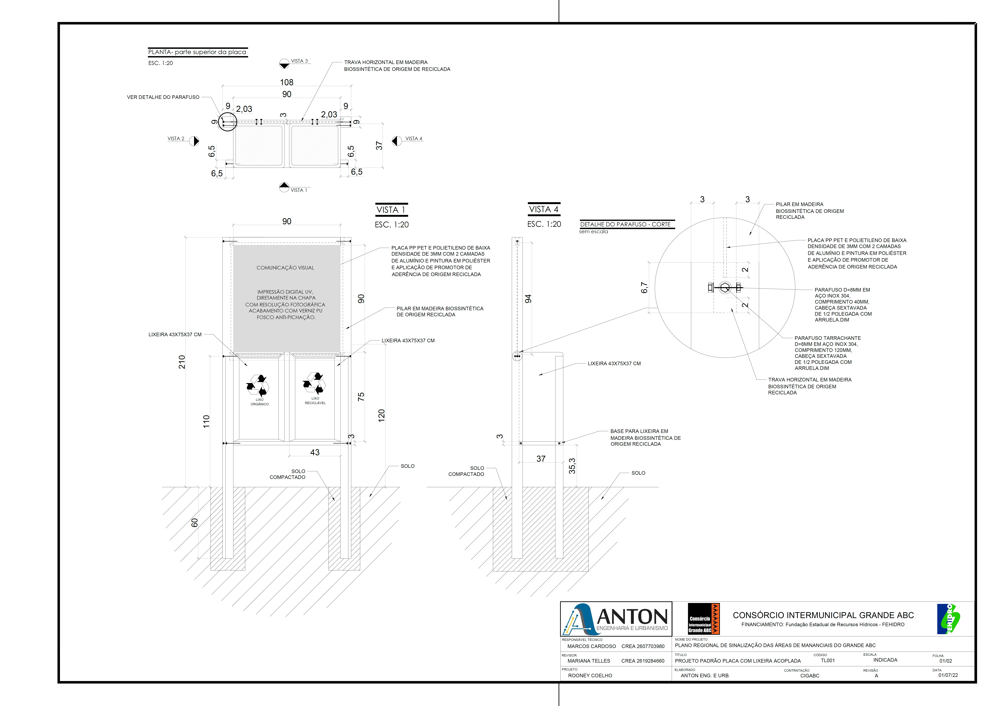 PLANTA- parte superior da placa
ESC. 1:20
VISTA 3
TRAVA HORIZONTAL EM MADEIRA
BIOSSINTÉTICA DE ORIGEM DE RECICLADA
108
90
VER DETALHE DO PARAFUSO
9
2,03
3
2,03
9
9
9
VISTA 2
VISTA 4
37
6,5
6,5
6,5
6,5
VISTA 1
VISTA 1
ESC. 1:20
90
PLACA PP PET E POLIETILENO DE BAIXA
DENSIDADE DE 3MM COM 2 CAMADAS
DE ALUMÍNIO E PINTURA EM POLIÉSTER
E APLICAÇÃO DE PROMOTOR DE
ADERÊNCIA DE ORIGEM RECICLADA
COMUNICAÇÃO VISUAL
IMPRESSÃO DIGITAL UV,
DIRETAMENTE NA CHAPA
COM RESOLUÇÃO FOTOGRÁFICA
ACABAMENTO COM VERNIZ PU
FOSCO ANTI-PICHAÇÃO.
90
PILAR EM MADEIRA BIOSSINTÉTICA
DE ORIGEM RECICLADA
LIXEIRA 43X75X37 CM
LIXEIRA 43X75X37 CM
210
110
LIXO
ORGÂNICO
LIXO
RECICLÁVEL
75
120
3
43
SOLO
COMPACTADO
SOLO
60
VISTA 4
ESC. 1:20
94
LIXEIRA 43X75X37 CM
BASE PARA LIXEIRA EM
MADEIRA BIOSSINTÉTICA DE
ORIGEM RECICLADA
3
37
35,3
SOLO
COMPACTADO
SOLO
DETALHE DO PARAFUSO - CORTE
sem escala
3
3
PILAR EM MADEIRA
BIOSSINTÉTICA DE ORIGEM
RECICLADA
PLACA PP PET E POLIETILENO DE BAIXA
DENSIDADE DE 3MM COM 2 CAMADAS
DE ALUMÍNIO E PINTURA EM POLIÉSTER
E APLICAÇÃO DE PROMOTOR DE
ADERÊNCIA DE ORIGEM RECICLADA
2
6,7
2
PARAFUSO D=8MM EM
AÇO INOX 304,
COMPRIMENTO 40MM,
CABEÇA SEXTAVADA
DE 1/2 POLEGADA COM
ARRUELA.DIM
PARAFUSO TARRACHANTE
D=8MM EM AÇO INOX 304,
COMPRIMENTO 120MM,
CABEÇA SEXTAVADA
DE 1/2 POLEGADA COM
ARRUELA.DIM
TRAVA HORIZONTAL EM MADEIRA
BIOSSINTÉTICA DE ORIGEM
RECICLADA
ANTON
ENGENHARIA E URBANISMO
Consórcio
Intermunicipal
Grande ABC
CONSÓRCIO INTERMUNICIPAL GRANDE ABC
FINANCIAMENTO: Fundação Estadual de Recursos Hídricos - FEHIDRO
FEHIDRO
RESPONSÁVEL TÉCNICO
MARCOS CARDOSO CREA 2607703980
NOME DO PROJETO
PLANO REGIONAL DE SINALIZAÇÃO DAS ÁREAS DE MANANCIAIS DO GRANDE ABC
REVISOR
MARIANA TELLES CREA 2619284660
TÍTULO
PROJETO PADRÃO PLACA COM LIXEIRA ACOPLADA
CÓDIGO
TL001
ESCALA
INDICADA
FOLHA
01/02
PROJETO
ROONEY COELHO
ELABORADO
ANTON ENG. E URB.
CONTRATAÇÃO
CIGABC
REVISÃO
A
DATA
01/07/22